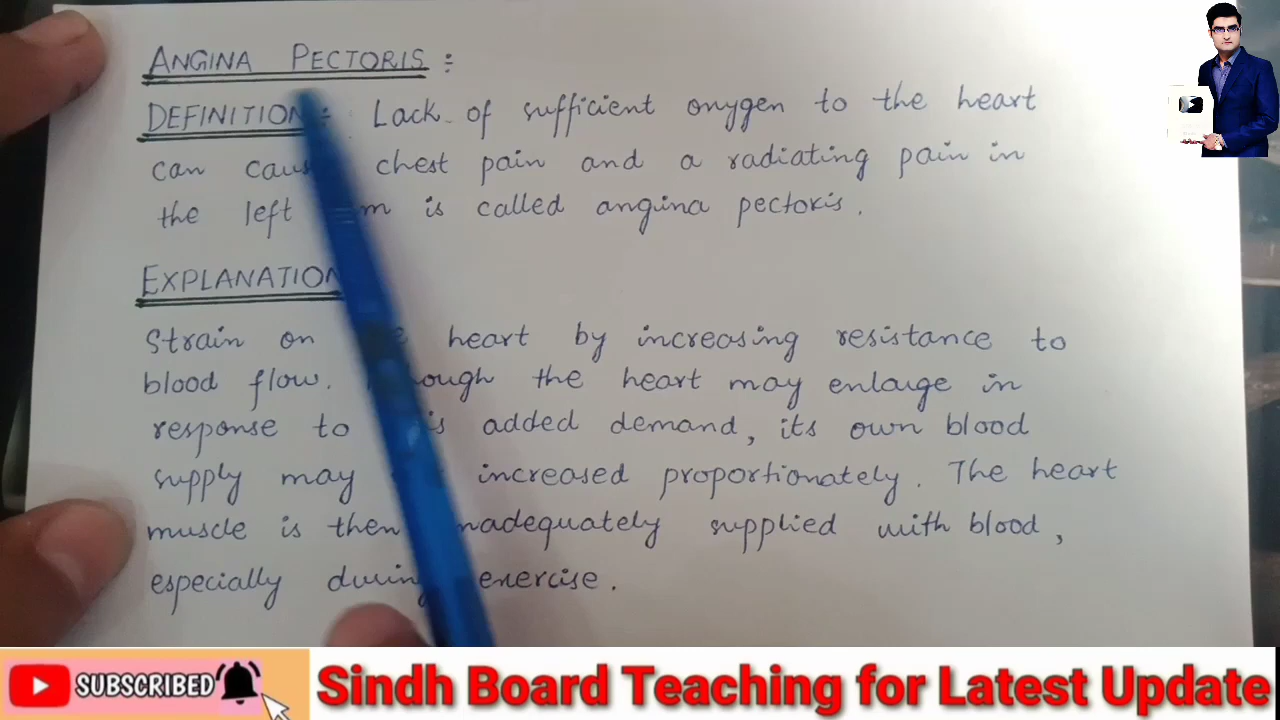 ANGINA PECTORIS :
DEFINITION : Lack of sufficient oxygen to the heart
can chest pain and a radiating pain in
the left is called angina pectoris.
EXPLANATION
Strain on heart by increasing resistance to
blood flow. the heart may enlarge in
response to added demand, its own blood
supply may increased proportionately. The heart
muscle is then inadequately supplied with blood,
especially during exercise.
SUBSCRIBED
Sindh Board Teaching for Latest Update